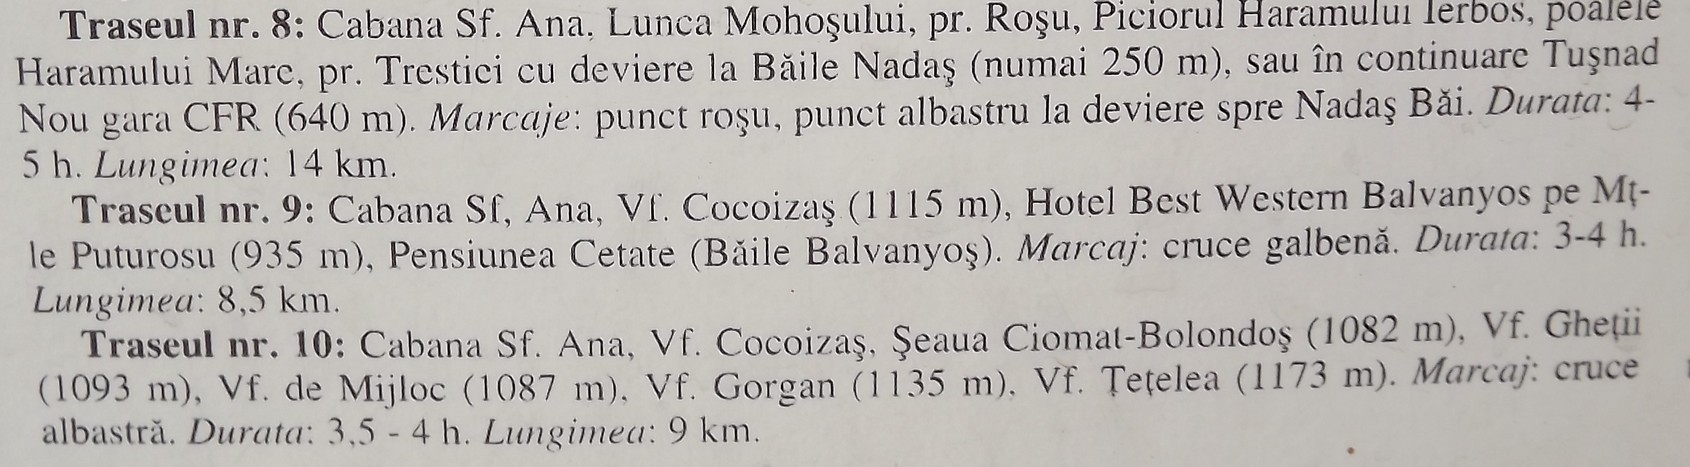 Traseul nr. 8: Cabana Sf. Ana, Lunca Mohoşului, pr. Roşu, Piciorul Haramului Ierbos, poalele
Haramului Mare, pr. Trestiei cu deviere la Băile Nadaş (numai 250 m), sau în continuare Tuşnad
Nou gara CFR (640 m). Marcaje: punct roşu, punct albastru la deviere spre Nadaş Băi. Durata: 4-
5 h. Lungimea: 14 km.
Traseul nr. 9: Cabana Sf, Ana, Vf. Cocoizaş (1115 m), Hotel Best Western Balvanyos pe Mţ-
le Puturosu (935 m), Pensiunea Cetate (Băile Balvanyoş). Marcaj: cruce galbenă. Durata: 3-4 h.
Lungimea: 8,5 km.
Traseul nr. 10: Cabana Sf. Ana, Vf. Cocoizaş, Şeaua Ciomat-Bolondoş (1082 m), Vf. Gheţii
(1093 m), Vf. de Mijloc (1087 m), Vf. Gorgan (1135 m), Vf. Ţeţelea (1173 m). Marcaj: cruce
albastră. Durata: 3,5 - 4 h. Lungimea: 9 km.